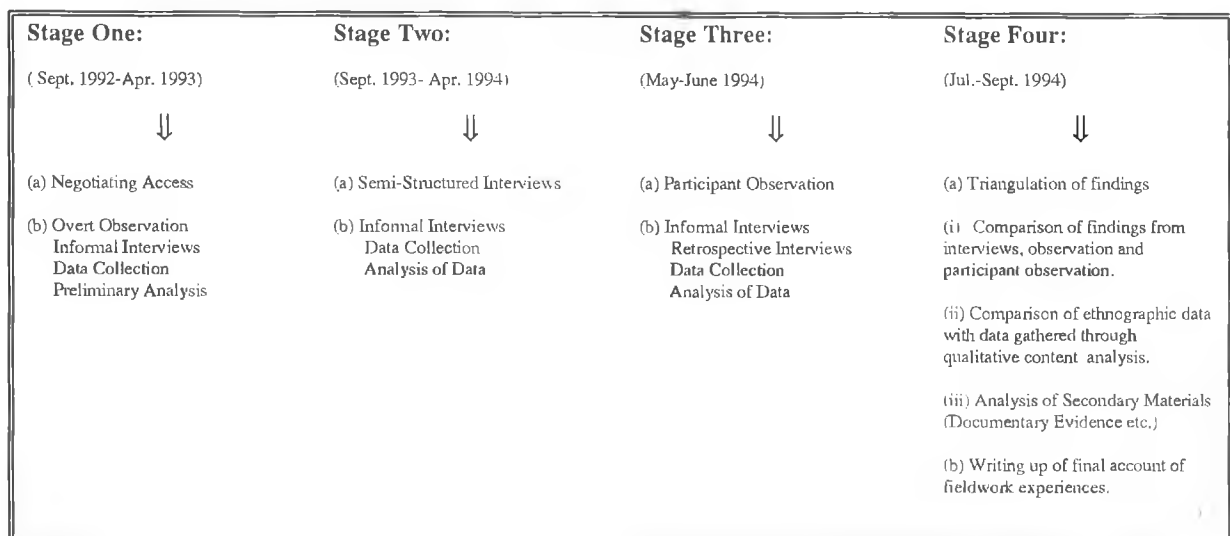 Stage One:
( Sept. 1992-Apr. 1993)
⇓
(a) Negotiating Access
(b) Overt Observation
Informal Interviews
Data Collection
Preliminary Analysis
Stage Two:
(Sept. 1993- Apr. 1994)
⇓
(a) Semi-Structured Interviews
(b) Informal Interviews
Data Collection
Analysis of Data
Stage Three:
(May-June 1994)
⇓
(a) Participant Observation
(b) Informal Interviews
Retrospective Interviews
Data Collection
Analysis of Data
Stage Four:
(Jul.-Sept. 1994)
⇓
(a) Triangulation of findings
(i) Comparison of findings from
interviews, observation and
participant observation.
(ii) Comparison of ethnographic data
with data gathered through
qualitative content analysis.
(iii) Analysis of Secondary Materials
(Documentary Evidence etc.)
(b) Writing up of final account of
fieldwork experiences.